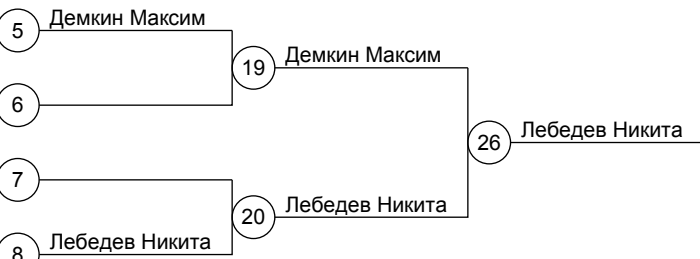 5 Демкин Максим
19 Демкин Максим
6
26 Лебедев Никита
7
20 Лебедев Никита
8 Лебедев Никита